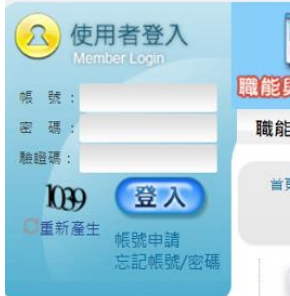 使用者登入
Member Login
帳 號：
密 碼：
驗證碼：
1039
登入
重新產生
帳號申請
忘記帳號/密碼
職能
職能
首